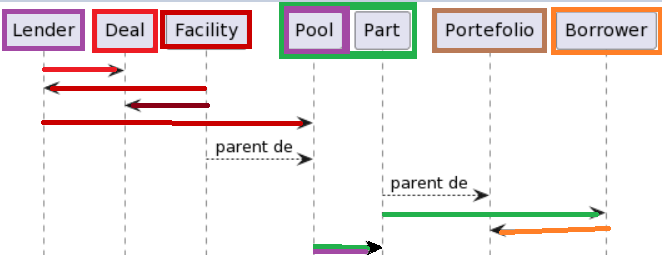 Lender Deal Facility Pool Part Portefolio Borrower
parent de
parent de